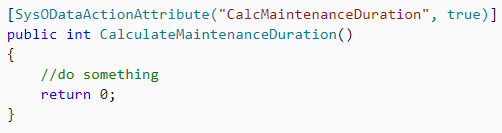 [SysODataActionAttribute("CalcMaintenanceDuration", true)]
public int CalculateMaintenanceDuration()
{
    //do something
    return 0;
}